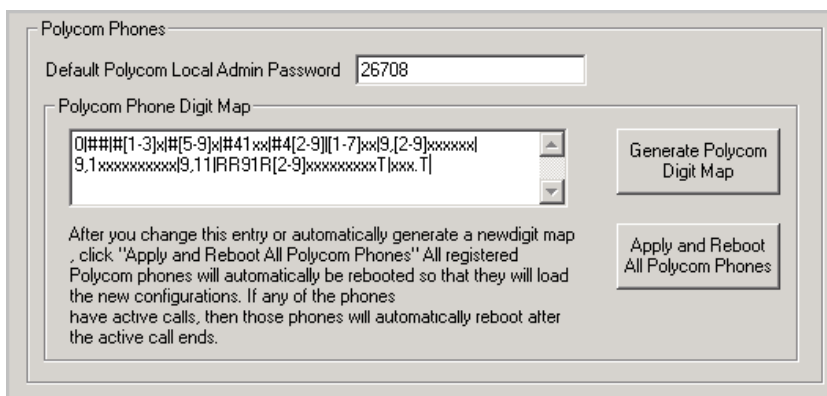 Polycom Phones
Default Polycom Local Admin Password 26708
Polycom Phone Digit Map
0|##|#[1-3]x|#[5-9]x|#41xx|#4[2-9]|[1-7]xx|9,[2-9]xxxxxx|
9,1xxxxxxxxxx|9,11|RR91R[2-9]xxxxxxxxxT|xxx.T|
Generate Polycom
Digit Map
After you change this entry or automatically generate a newdigit map
, click "Apply and Reboot All Polycom Phones" All registered
Polycom phones will automatically be rebooted so that they will load
the new configurations. If any of the phones
have active calls, then those phones will automatically reboot after
the active call ends.
Apply and Reboot
All Polycom Phones